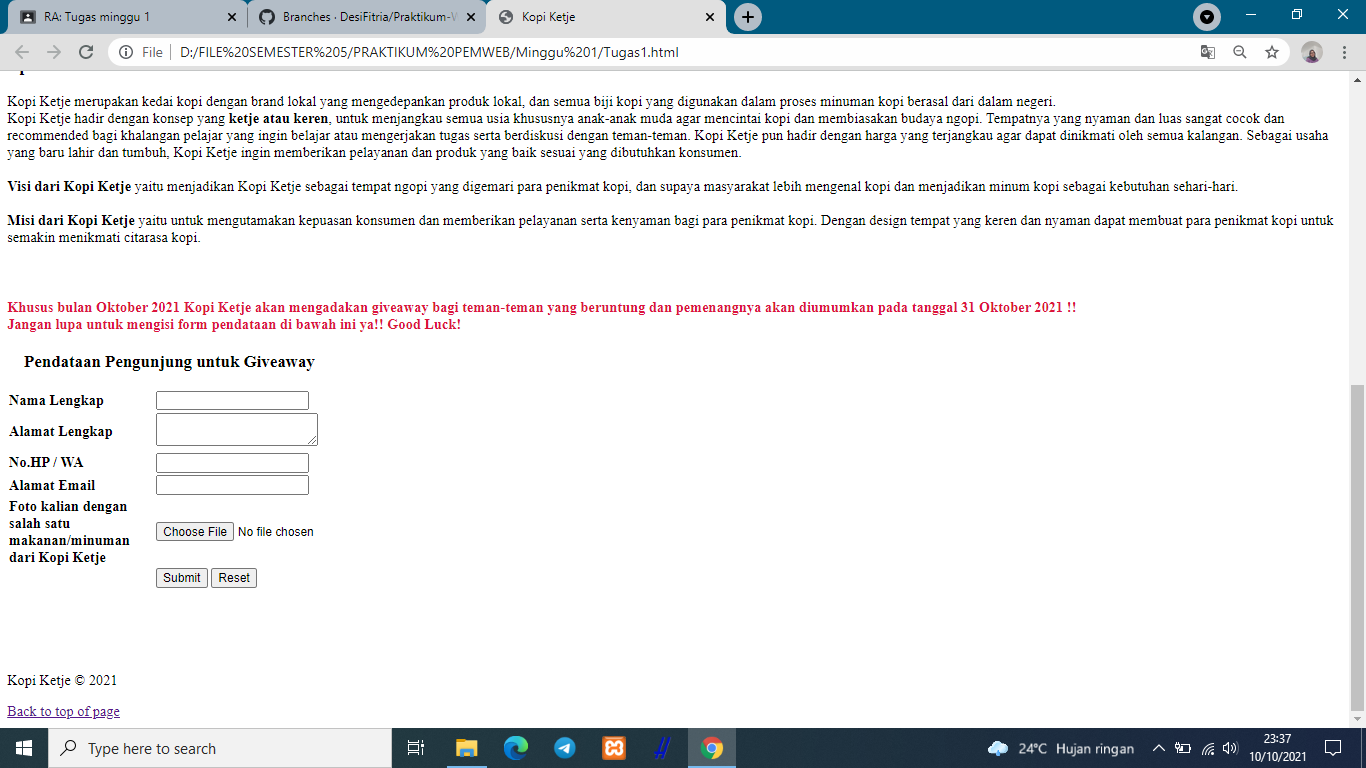 RA: Tugas minggu 1
Branches · DesiFitria/Praktikum-W
Kopi Ketje
File
D:/FILE%20SEMESTER%205/PRAKTIKUM%20PEMWEB/Minggu%201/Tugas1.html
Kopi Ketje merupakan kedai kopi dengan brand lokal yang mengedepankan produk lokal, dan semua biji kopi yang digunakan dalam proses minuman kopi berasal dari dalam negeri.
Kopi Ketje hadir dengan konsep yang ketje atau keren, untuk menjangkau semua usia khususnya anak-anak muda agar mencintai kopi dan membiasakan budaya ngopi. Tempatnya yang nyaman dan luas sangat cocok dan
recommended bagi khalangan pelajar yang ingin belajar atau mengerjakan tugas serta berdiskusi dengan teman-teman. Kopi Ketje pun hadir dengan harga yang terjangkau agar dapat dinikmati oleh semua kalangan. Sebagai usaha
yang baru lahir dan tumbuh, Kopi Ketje ingin memberikan pelayanan dan produk yang baik sesuai yang dibutuhkan konsumen.
Visi dari Kopi Ketje yaitu menjadikan Kopi Ketje sebagai tempat ngopi yang digemari para penikmat kopi, dan supaya masyarakat lebih mengenal kopi dan menjadikan minum kopi sebagai kebutuhan sehari-hari.
Misi dari Kopi Ketje yaitu untuk mengutamakan kepuasan konsumen dan memberikan pelayanan serta kenyaman bagi para penikmat kopi. Dengan design tempat yang keren dan nyaman dapat membuat para penikmat kopi untuk
semakin menikmati citarasa kopi.
Khusus bulan Oktober 2021 Kopi Ketje akan mengadakan giveaway bagi teman-teman yang beruntung dan pemenangnya akan diumumkan pada tanggal 31 Oktober 2021 !!
Jangan lupa untuk mengisi form pendataan di bawah ini ya!! Good Luck!
Pendataan Pengunjung untuk Giveaway
Nama Lengkap
Alamat Lengkap
No.HP / WA
Alamat Email
Foto kalian dengan
salah satu
makanan/minuman
dari Kopi Ketje
Choose File No file chosen
Submit Reset
Kopi Ketje © 2021
Back to top of page
Type here to search
24°C Hujan ringan
23:37
10/10/2021